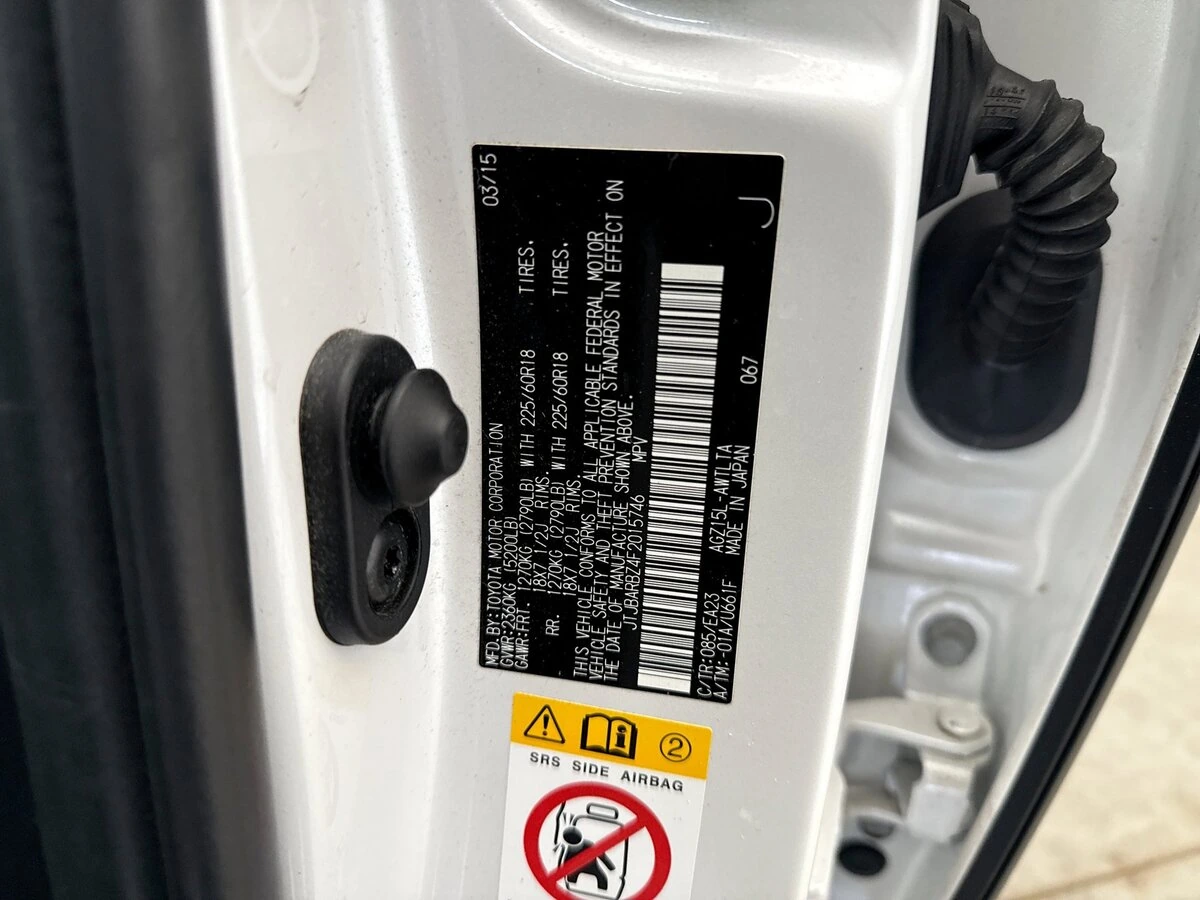 MFD.BY:TOYOTA MOTOR CORPORATION 03/15
GVWR:2360KG (5200LB)
GAWR:FRT. 1270KG (2790LB) WITH 225/60R18 TIRES.
18X7 1/2J RIMS.
RR. 1270KG (2790LB) WITH 225/60R18 TIRES.
18X7 1/2J RIMS.
THIS VEHICLE CONFORMS TO ALL APPLICABLE FEDERAL MOTOR
VEHICLE SAFETY AND THEFT PREVENTION STANDARDS IN EFFECT ON
THE DATE OF MANUFACTURE SHOWN ABOVE.
JTJBARBZ4F2015746 MPV
C/TR:085/EA23 AGZ15L-AWTLTA 067
A/TM:-01A/U661F MADE IN JAPAN
J
2
SRS SIDE AIRBAG